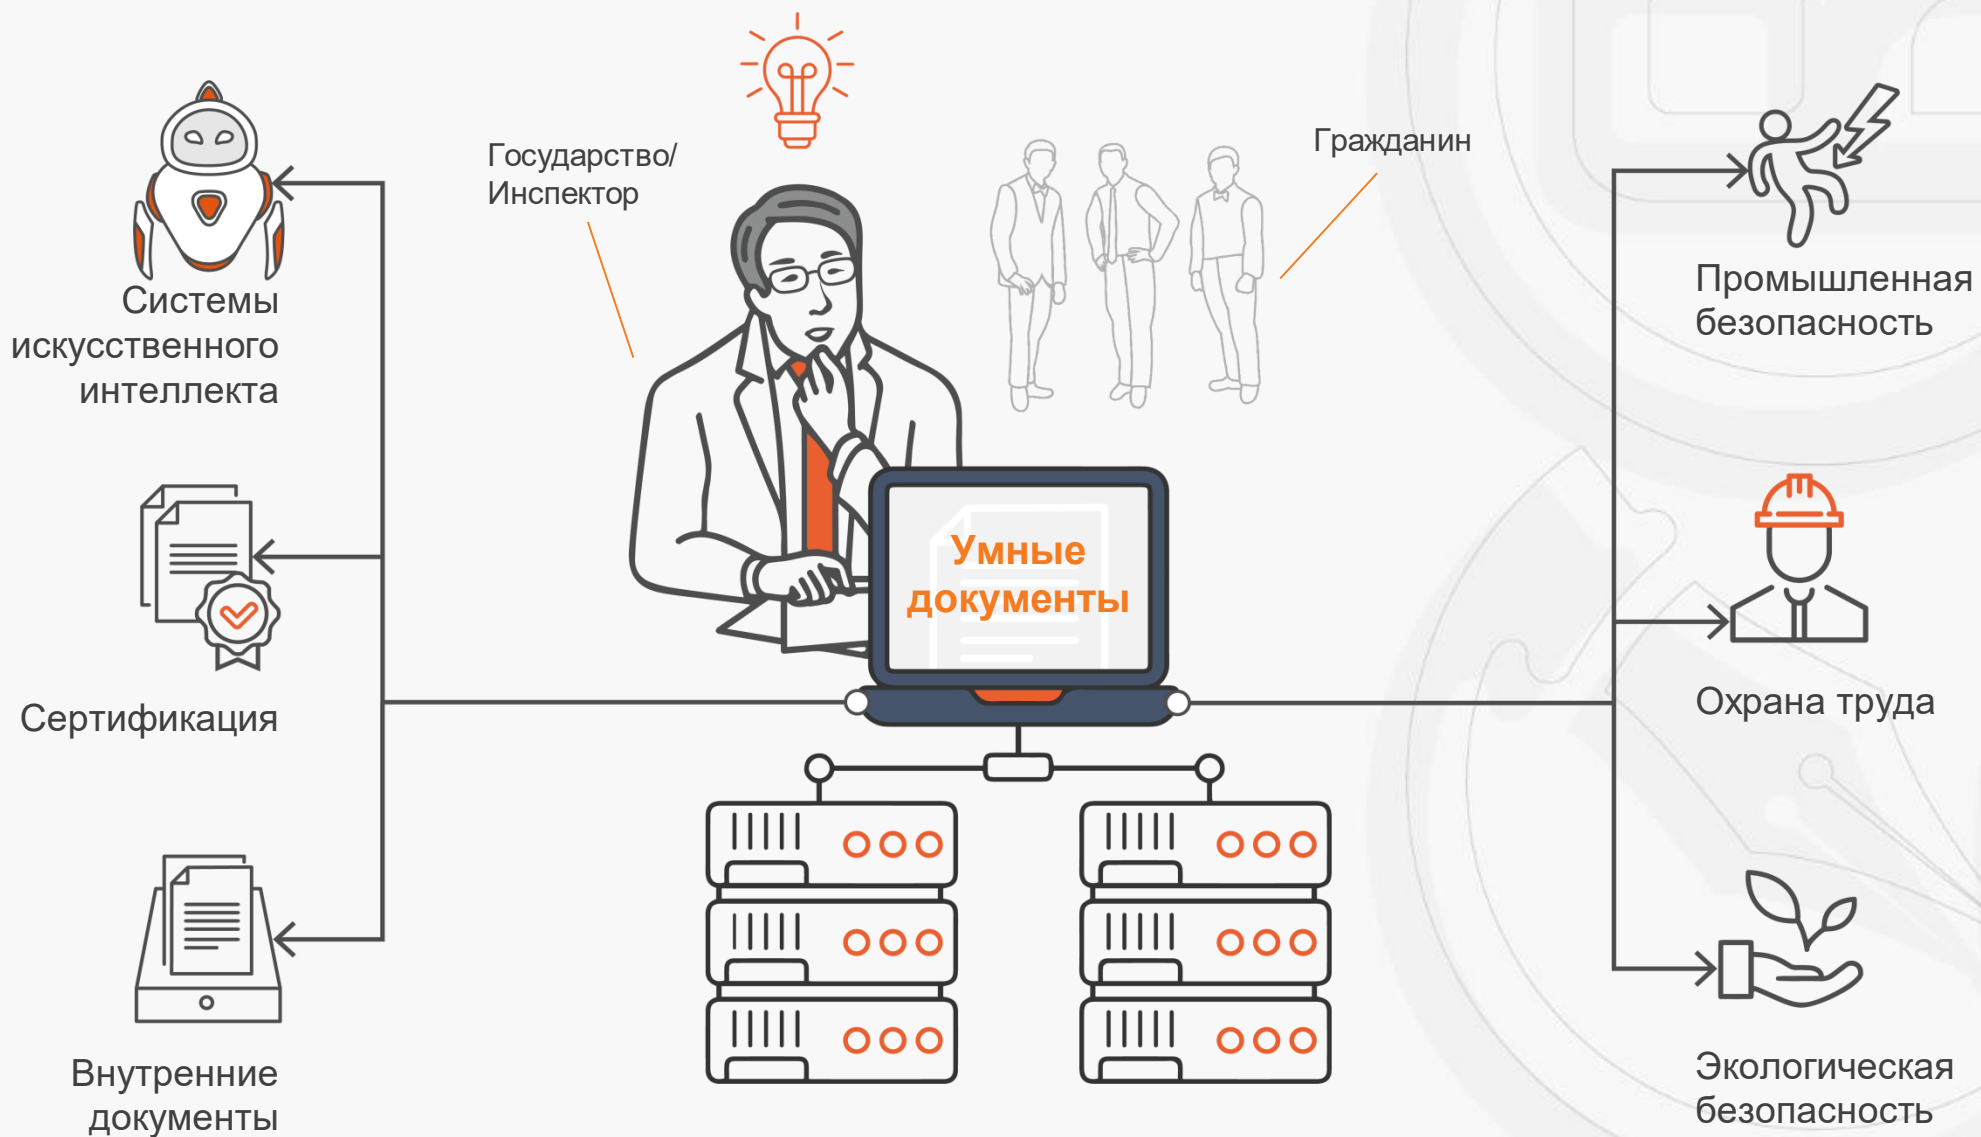 Государство/
Инспектор
Гражданин
Системы
искусственного
интеллекта
Промышленная
безопасность
Умные
документы
Сертификация
Охрана труда
Внутренние
документы
Экологическая
безопасность